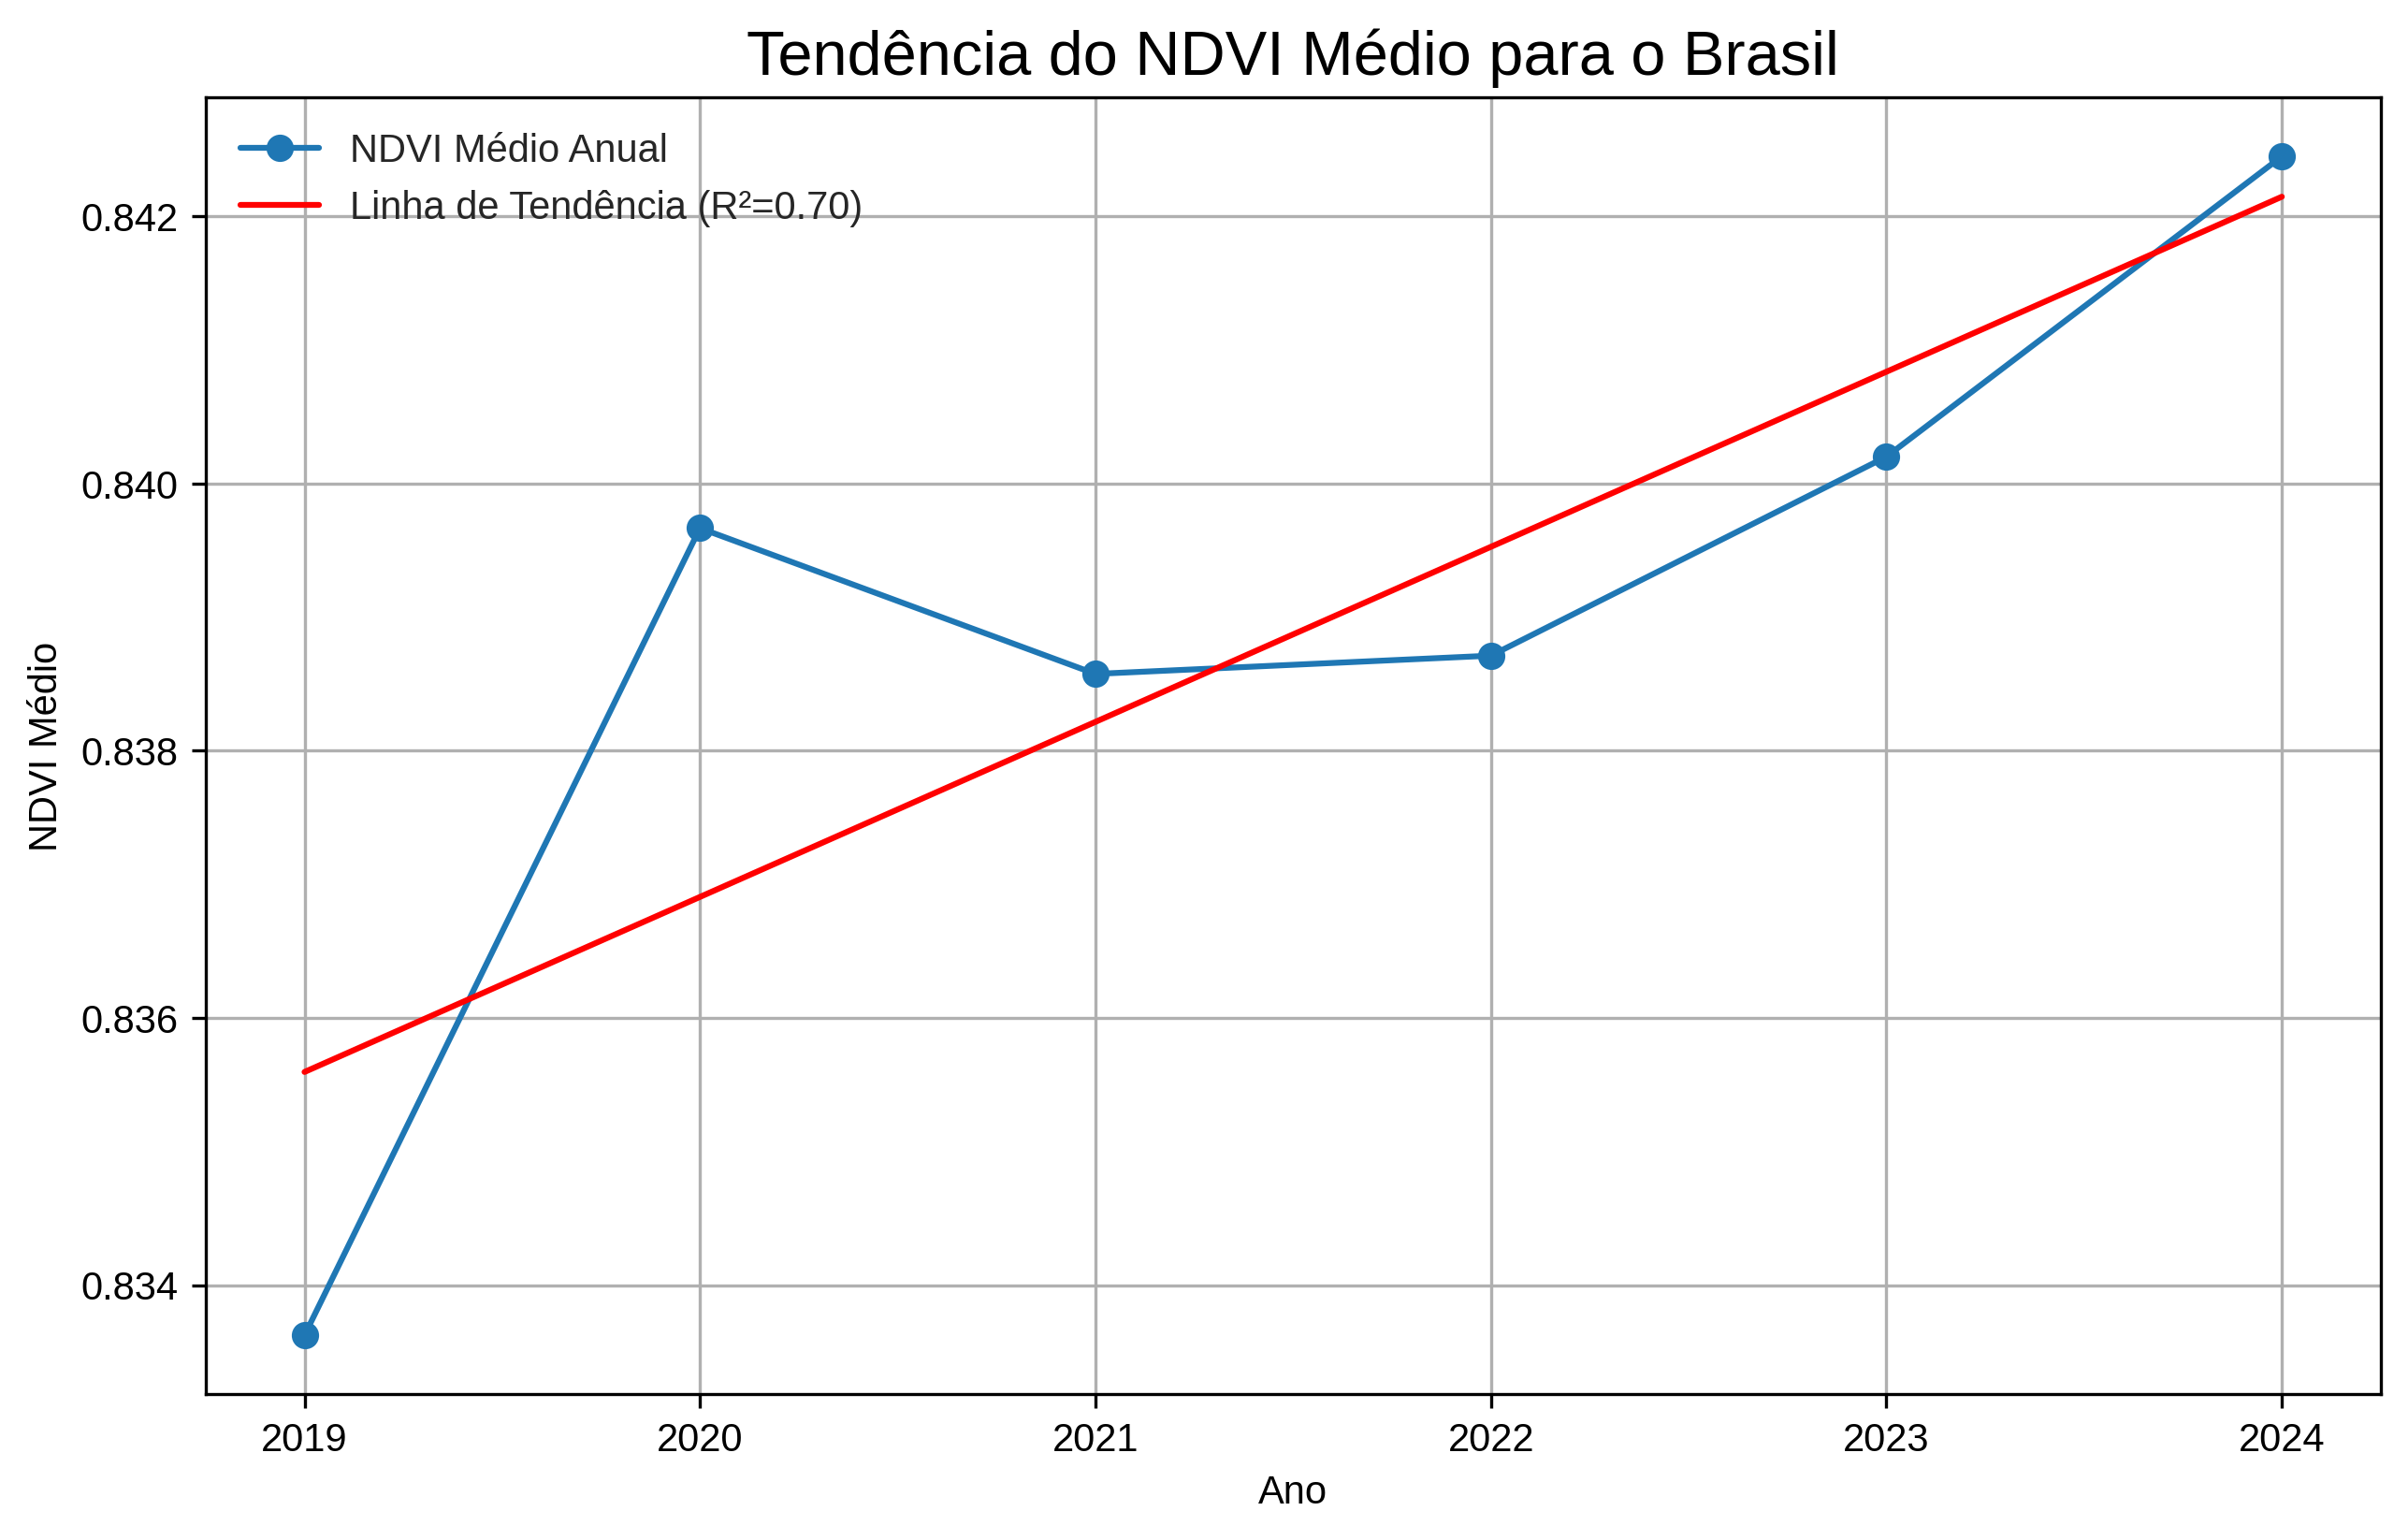 Tendência do NDVI Médio para o Brasil
NDVI Médio Anual
Linha de Tendência (R²=0.70)
0.842
0.840
0.838
0.836
0.834
NDVI Médio
2019 2020 2021 2022 2023 2024
Ano